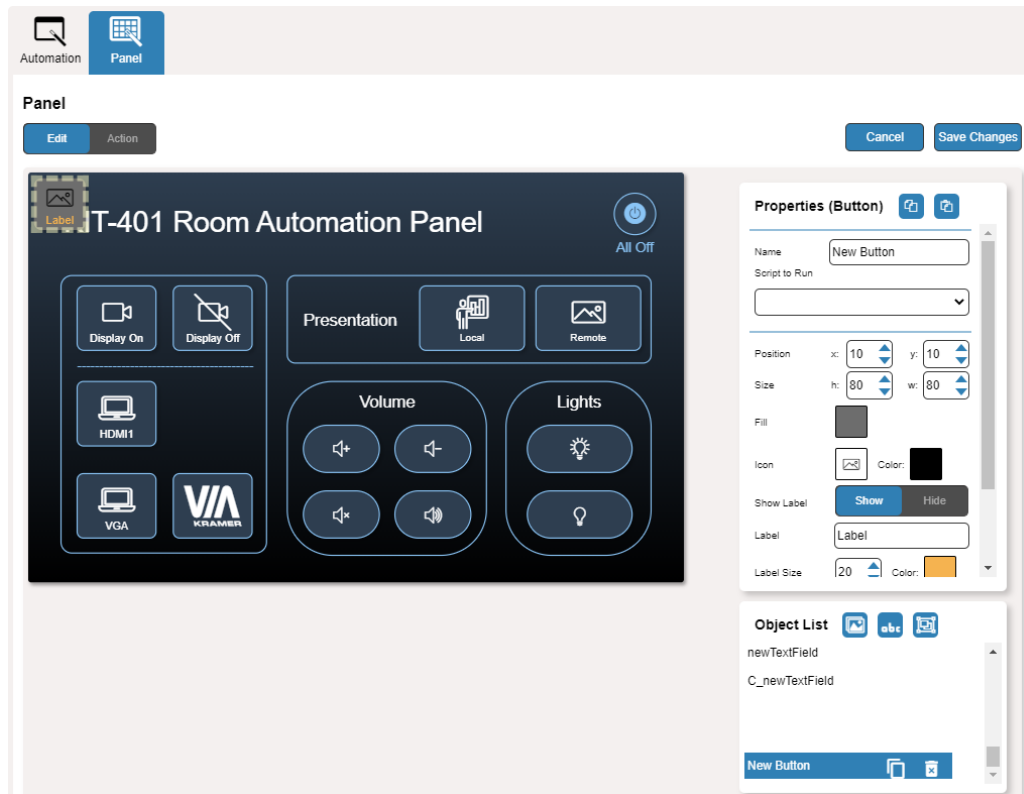 Automation
Panel
Panel
Edit
Action
Cancel
Save Changes
Label
T-401 Room Automation Panel
All Off
Display On
Display Off
Presentation
Local
Remote
HDMI1
Volume
Lights
VGA
VIA
KRAMER
Properties (Button)
Name
New Button
Script to Run
Position
x:
10
y:
10
Size
h:
80
w:
80
Fill
Icon
Color:
Show Label
Show
Hide
Label
Label
Label Size
20
Color:
Object List
abc
newTextField
C_newTextField
New Button